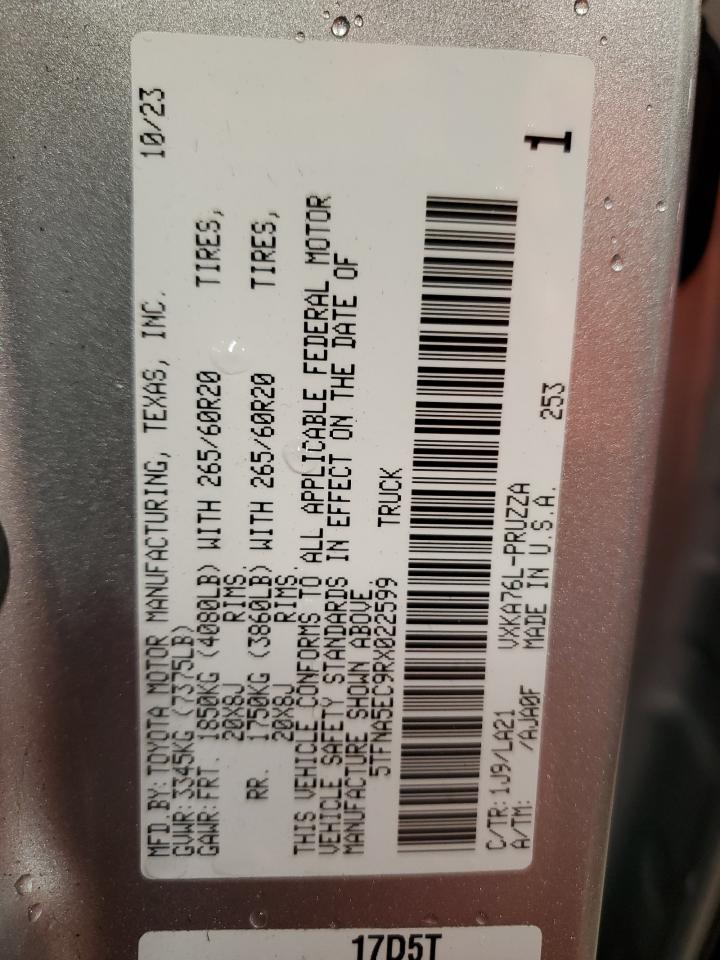 MFD.BY:TOYOTA MOTOR MANUFACTURING, TEXAS, INC. 10/23
GVWR:3345KG (7375LB)
GAWR:FRT. 1850KG (4080LB) WITH 265/60R20 TIRES,
20X8J RIMS.
RR. 1750KG (3860LB) WITH 265/60R20 TIRES,
20X8J RIMS.
THIS VEHICLE CONFORMS TO ALL APPLICABLE FEDERAL MOTOR
VEHICLE SAFETY STANDARDS IN EFFECT ON THE DATE OF
MANUFACTURE SHOWN ABOVE.
5TFNA5EC9RX022599 TRUCK
C/TR:1J9/LA21 VXKA76L-PRUZZA 253
A/TM: /AJA0F MADE IN U.S.A.
1
17D5T